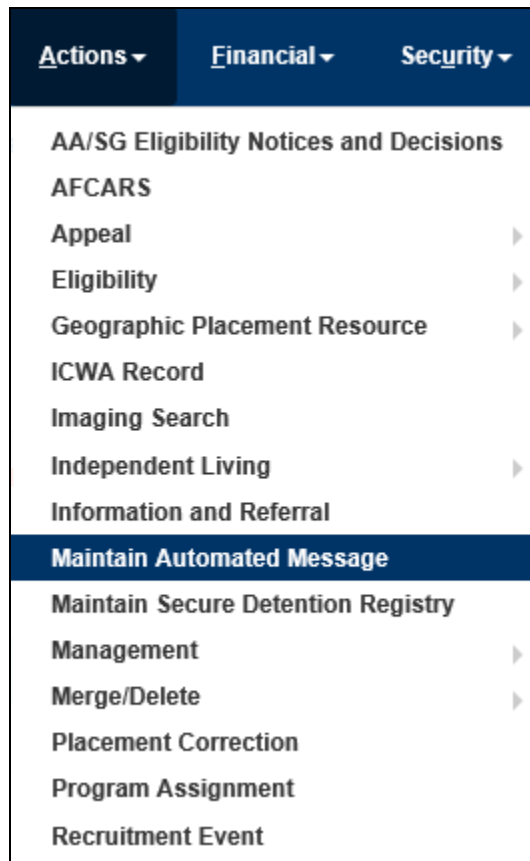 Actions Financial Security
AA/SG Eligibility Notices and Decisions
AFCARS
Appeal
Eligibility
Geographic Placement Resource
ICWA Record
Imaging Search
Independent Living
Information and Referral
Maintain Automated Message
Maintain Secure Detention Registry
Management
Merge/Delete
Placement Correction
Program Assignment
Recruitment Event